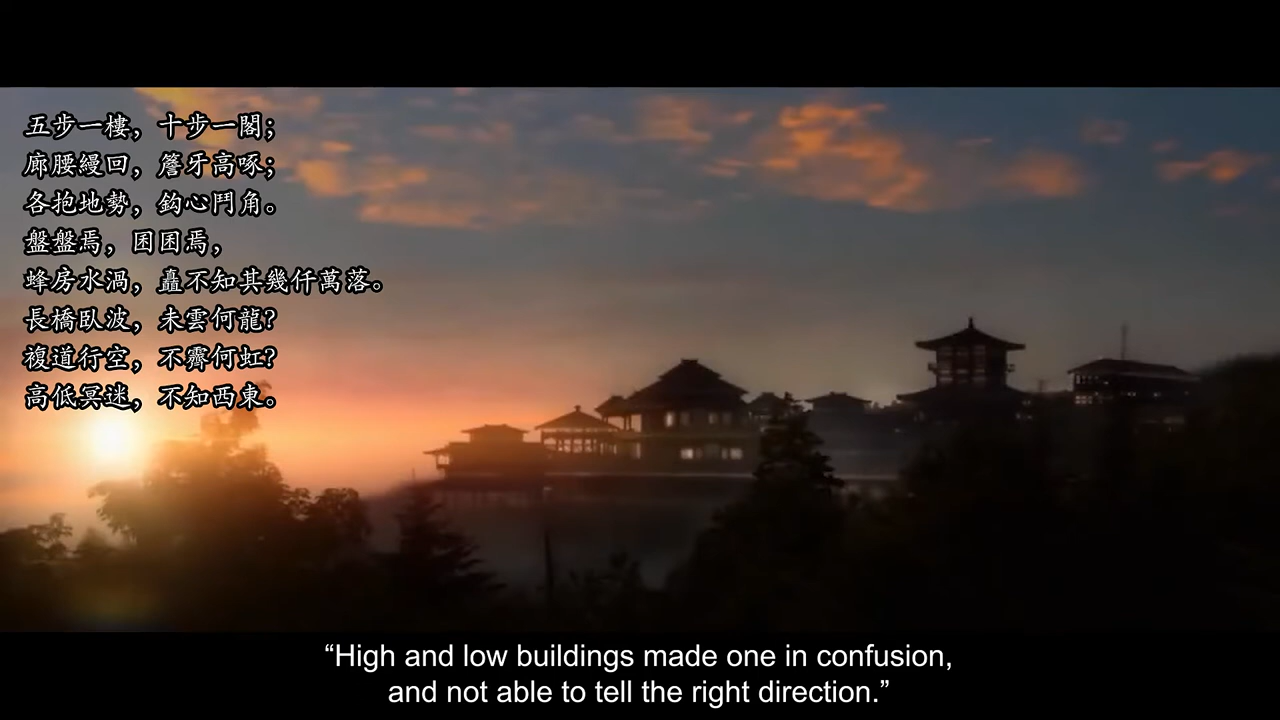 五步一樓，十步一閣；
廊腰縵回，簷牙高啄；
各抱地勢，鈎心鬥角。
盤盤焉，囷囷焉，
蜂房水渦，矗不知其幾仟萬落。
長橋臥波，未雲何龍？
複道行空，不霽何虹？
高低冥迷，不知西東。
“High and low buildings made one in confusion,
and not able to tell the right direction.”